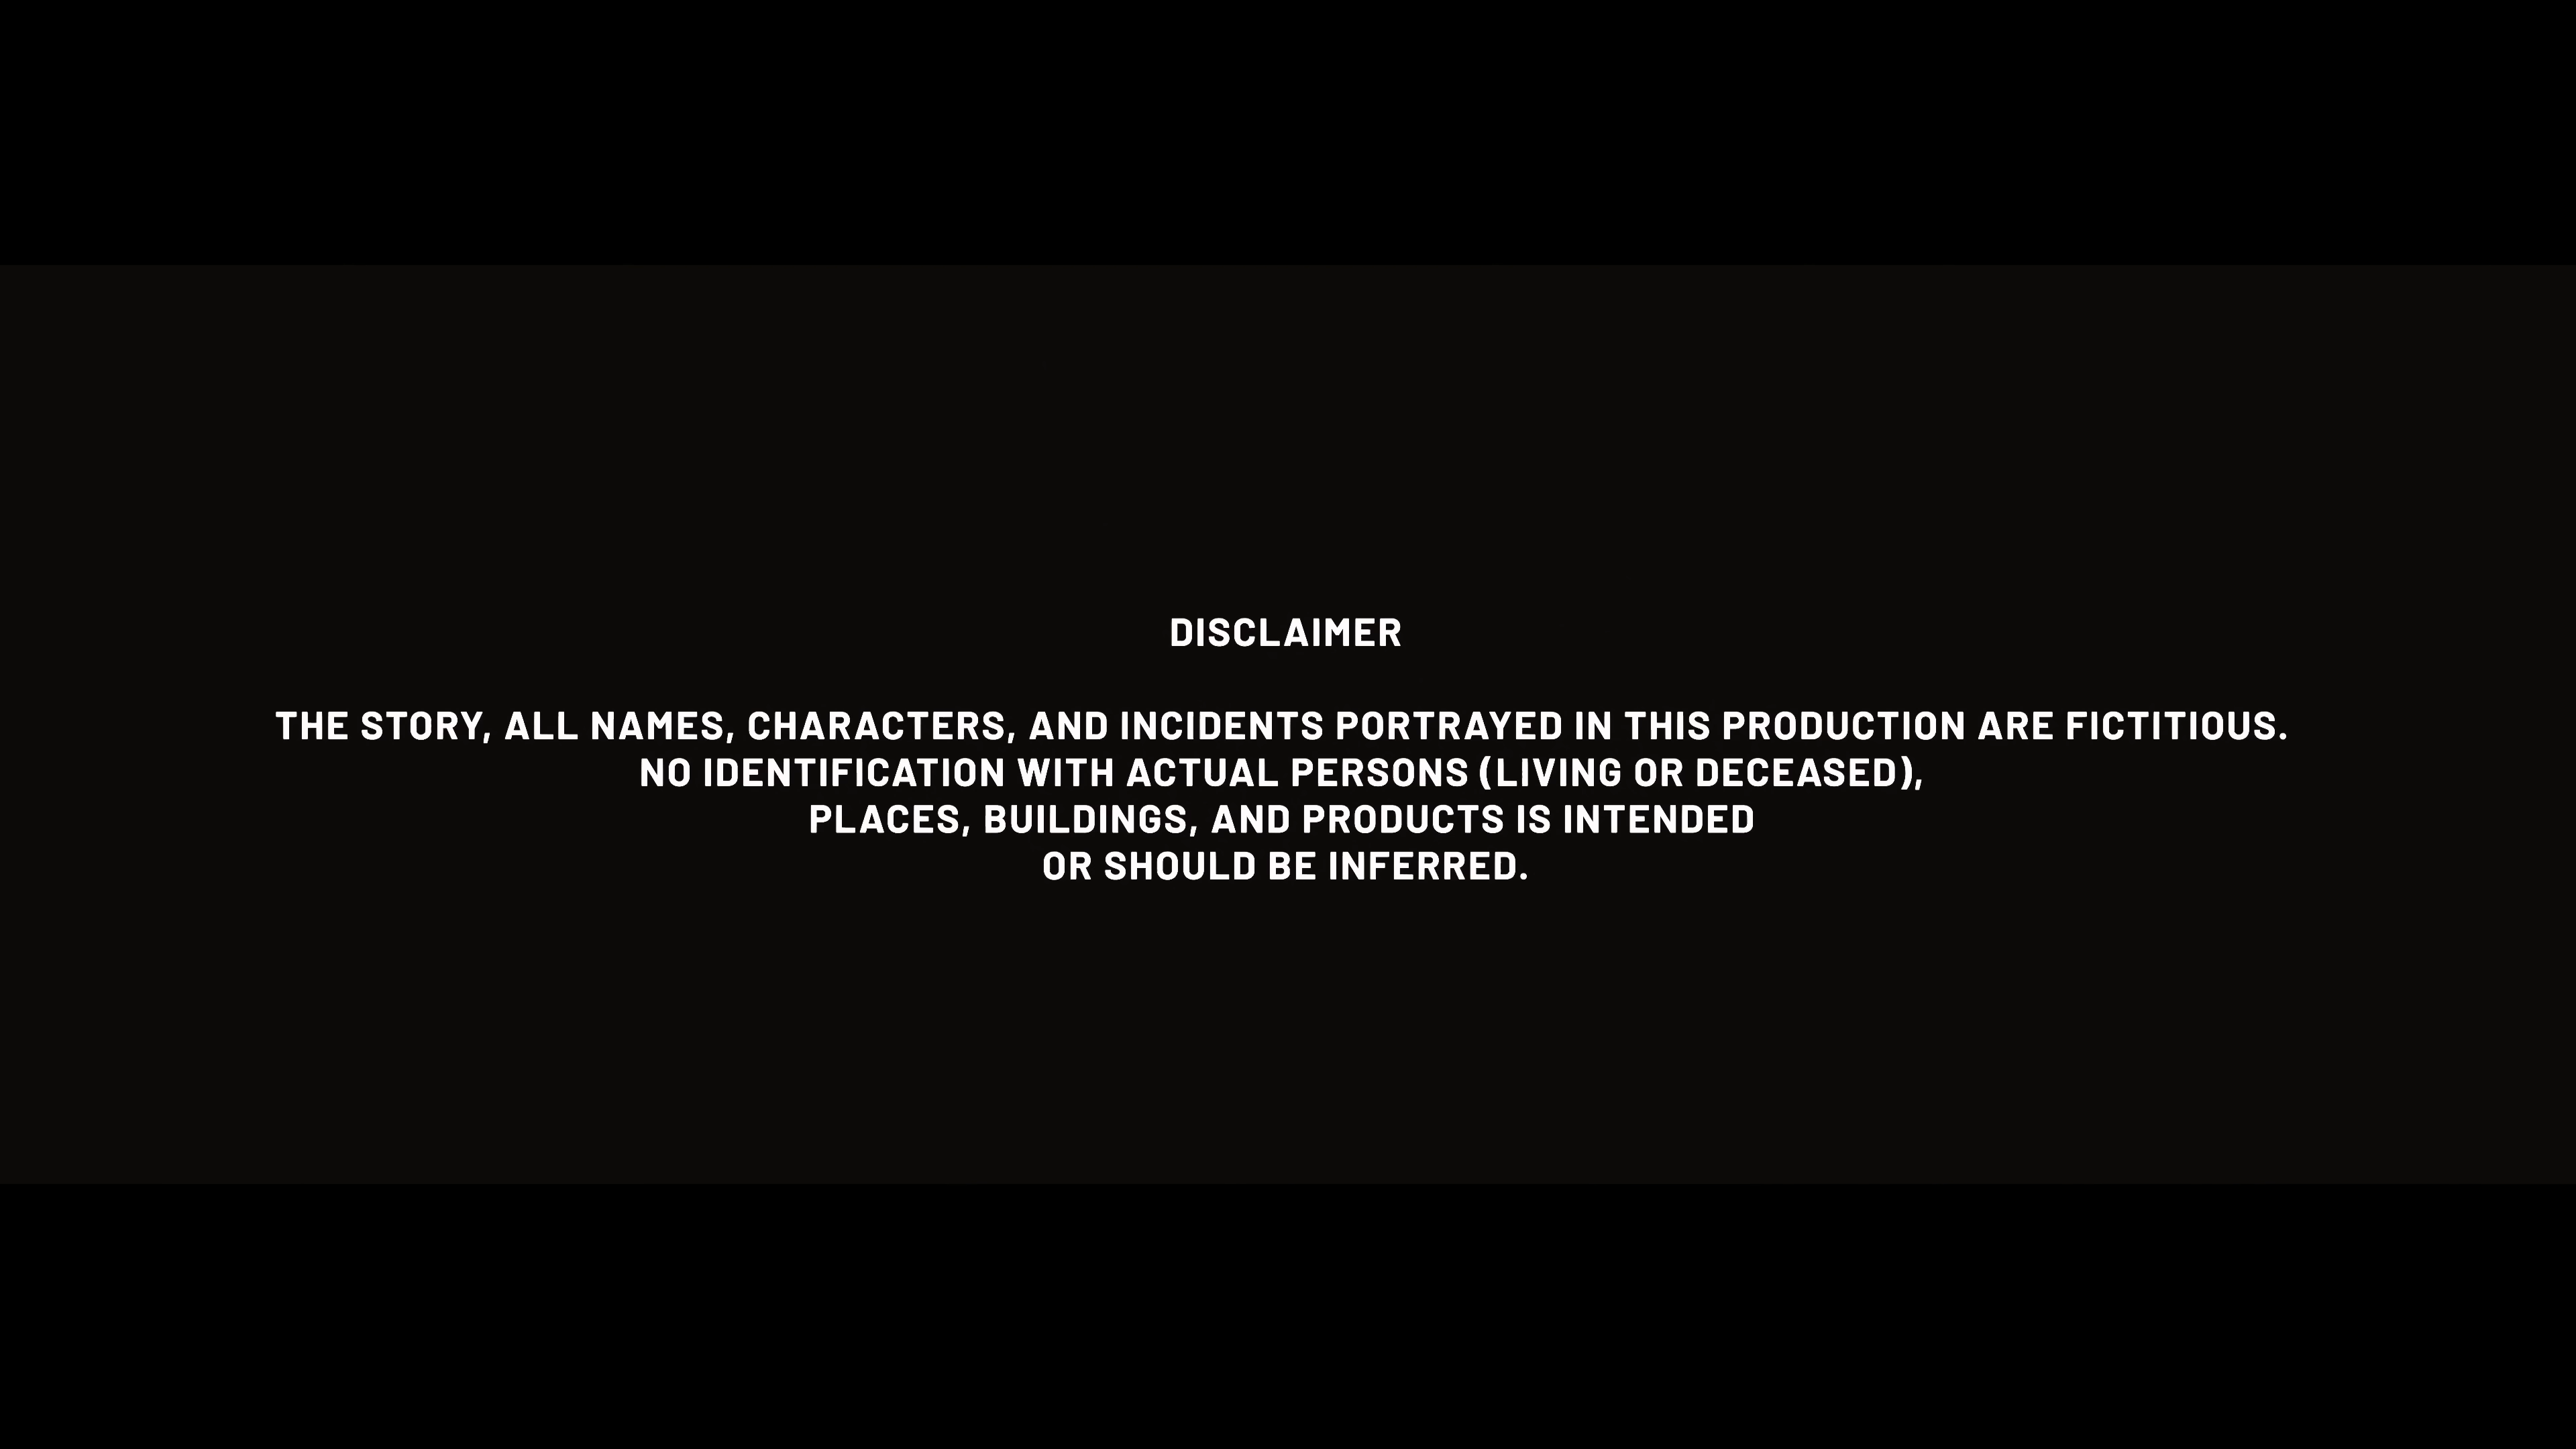 DISCLAIMER
THE STORY, ALL NAMES, CHARACTERS, AND INCIDENTS PORTRAYED IN THIS PRODUCTION ARE FICTITIOUS.
NO IDENTIFICATION WITH ACTUAL PERSONS (LIVING OR DECEASED),
PLACES, BUILDINGS, AND PRODUCTS IS INTENDED
OR SHOULD BE INFERRED.